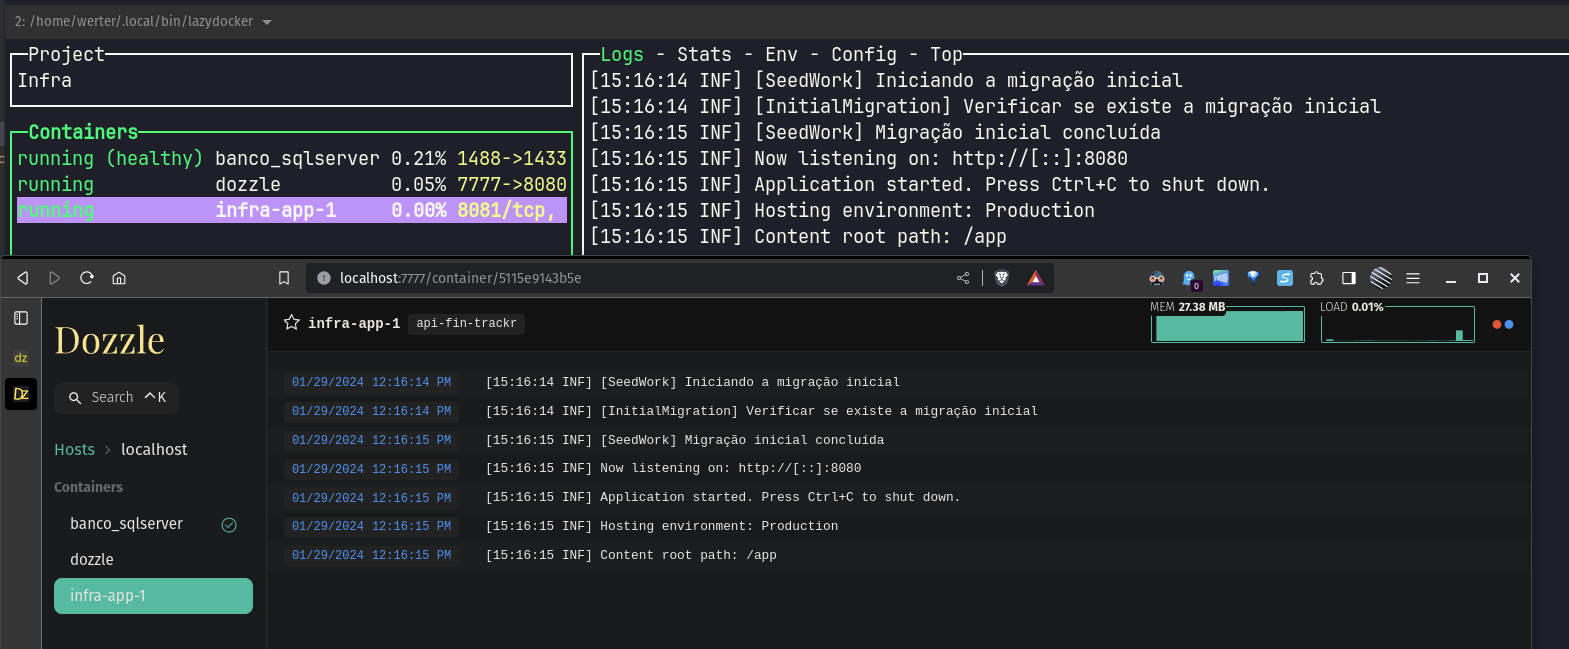 2: /home/werter/.local/bin/lazydocker
Project
Infra
Containers
running (healthy) banco_sqlserver 0.21% 1488->1433
running dozzle 0.05% 7777->8080
running infra-app-1 0.00% 8081/tcp,
Logs - Stats - Env - Config - Top
[15:16:14 INF] [SeedWork] Iniciando a migração inicial
[15:16:14 INF] [InitialMigration] Verificar se existe a migração inicial
[15:16:15 INF] [SeedWork] Migração inicial concluída
[15:16:15 INF] Now listening on: http://[::]:8080
[15:16:15 INF] Application started. Press Ctrl+C to shut down.
[15:16:15 INF] Hosting environment: Production
[15:16:15 INF] Content root path: /app
localhost:7777/container/5115e9143b5e
0
S
dz
Dz
Dozzle
Search ^K
Hosts > localhost
Containers
banco_sqlserver
dozzle
infra-app-1
infra-app-1 api-fin-trackr
MEM 27.38 MB
LOAD 0.01%
01/29/2024 12:16:14 PM [15:16:14 INF] [SeedWork] Iniciando a migração inicial
01/29/2024 12:16:14 PM [15:16:14 INF] [InitialMigration] Verificar se existe a migração inicial
01/29/2024 12:16:15 PM [15:16:15 INF] [SeedWork] Migração inicial concluída
01/29/2024 12:16:15 PM [15:16:15 INF] Now listening on: http://[::]:8080
01/29/2024 12:16:15 PM [15:16:15 INF] Application started. Press Ctrl+C to shut down.
01/29/2024 12:16:15 PM [15:16:15 INF] Hosting environment: Production
01/29/2024 12:16:15 PM [15:16:15 INF] Content root path: /app